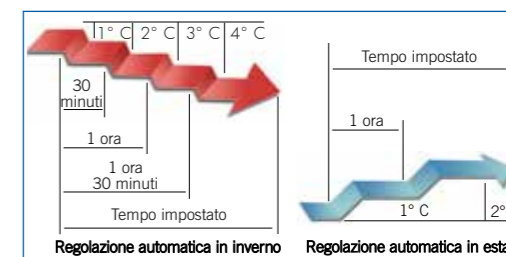 1° C 2° C 3° C 4° C
30
minuti
1 ora
1 ora
30 minuti
Tempo impostato
Regolazione automatica in inverno
Tempo impostato
1 ora
1° C 2°
Regolazione automatica in esta